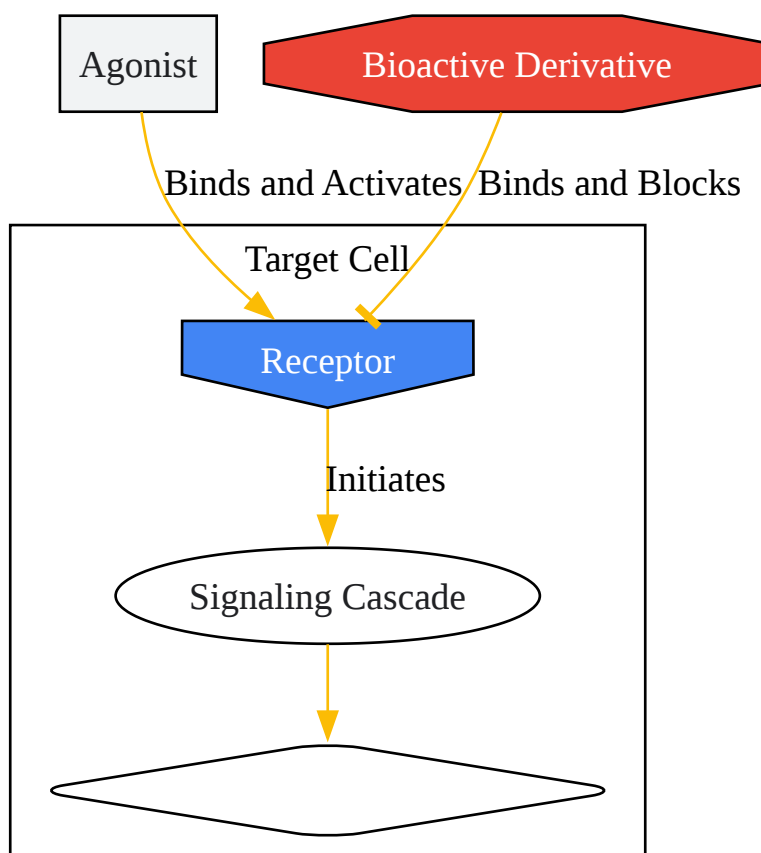 Agonist
Bioactive Derivative
Binds and Activates
Binds and Blocks
Target Cell
Receptor
Initiates
Signaling Cascade